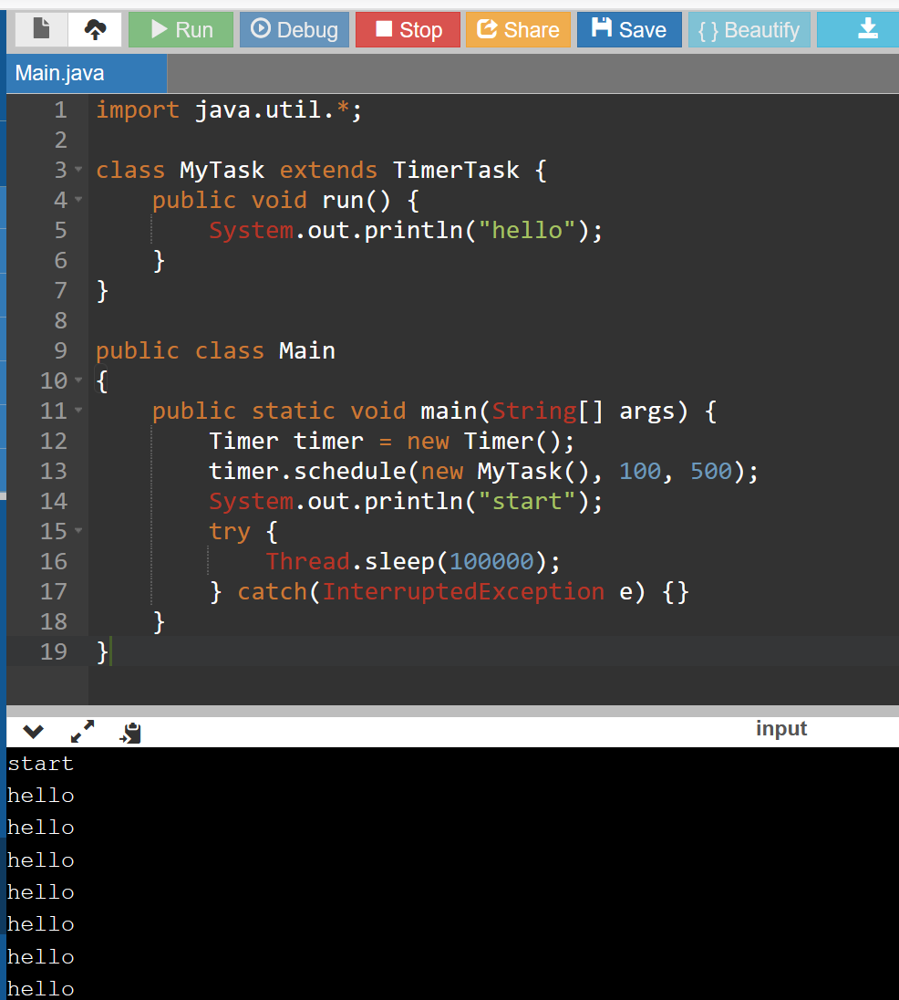 Run Debug Stop Share Save { } Beautify
Main.java
1 import java.util.*;
2
3 class MyTask extends TimerTask {
4     public void run() {
5         System.out.println("hello");
6     }
7 }
8
9 public class Main
10 {
11     public static void main(String[] args) {
12         Timer timer = new Timer();
13         timer.schedule(new MyTask(), 100, 500);
14         System.out.println("start");
15         try {
16             Thread.sleep(100000);
17         } catch(InterruptedException e) {}
18     }
19 }
input
start
hello
hello
hello
hello
hello
hello
hello